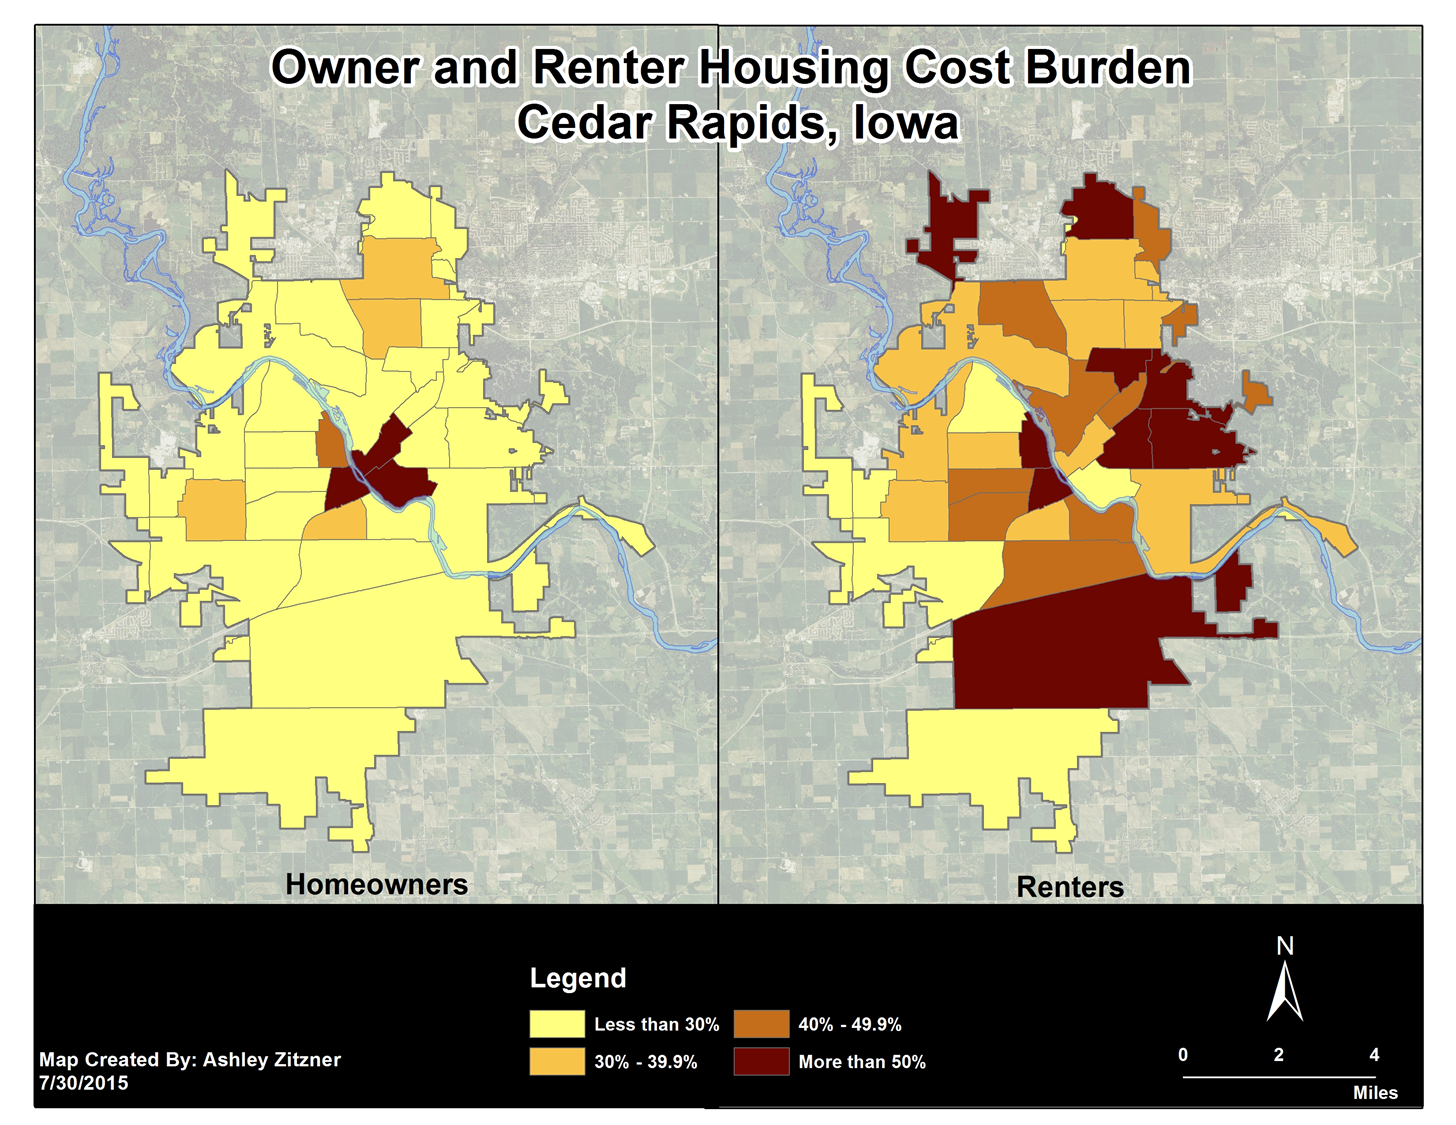 Owner and Renter Housing Cost Burden
Cedar Rapids, Iowa
Homeowners
Renters
Legend
Less than 30%
40% - 49.9%
30% - 39.9%
More than 50%
Map Created By: Ashley Zitzner
7/30/2015
N
0 2 4
Miles